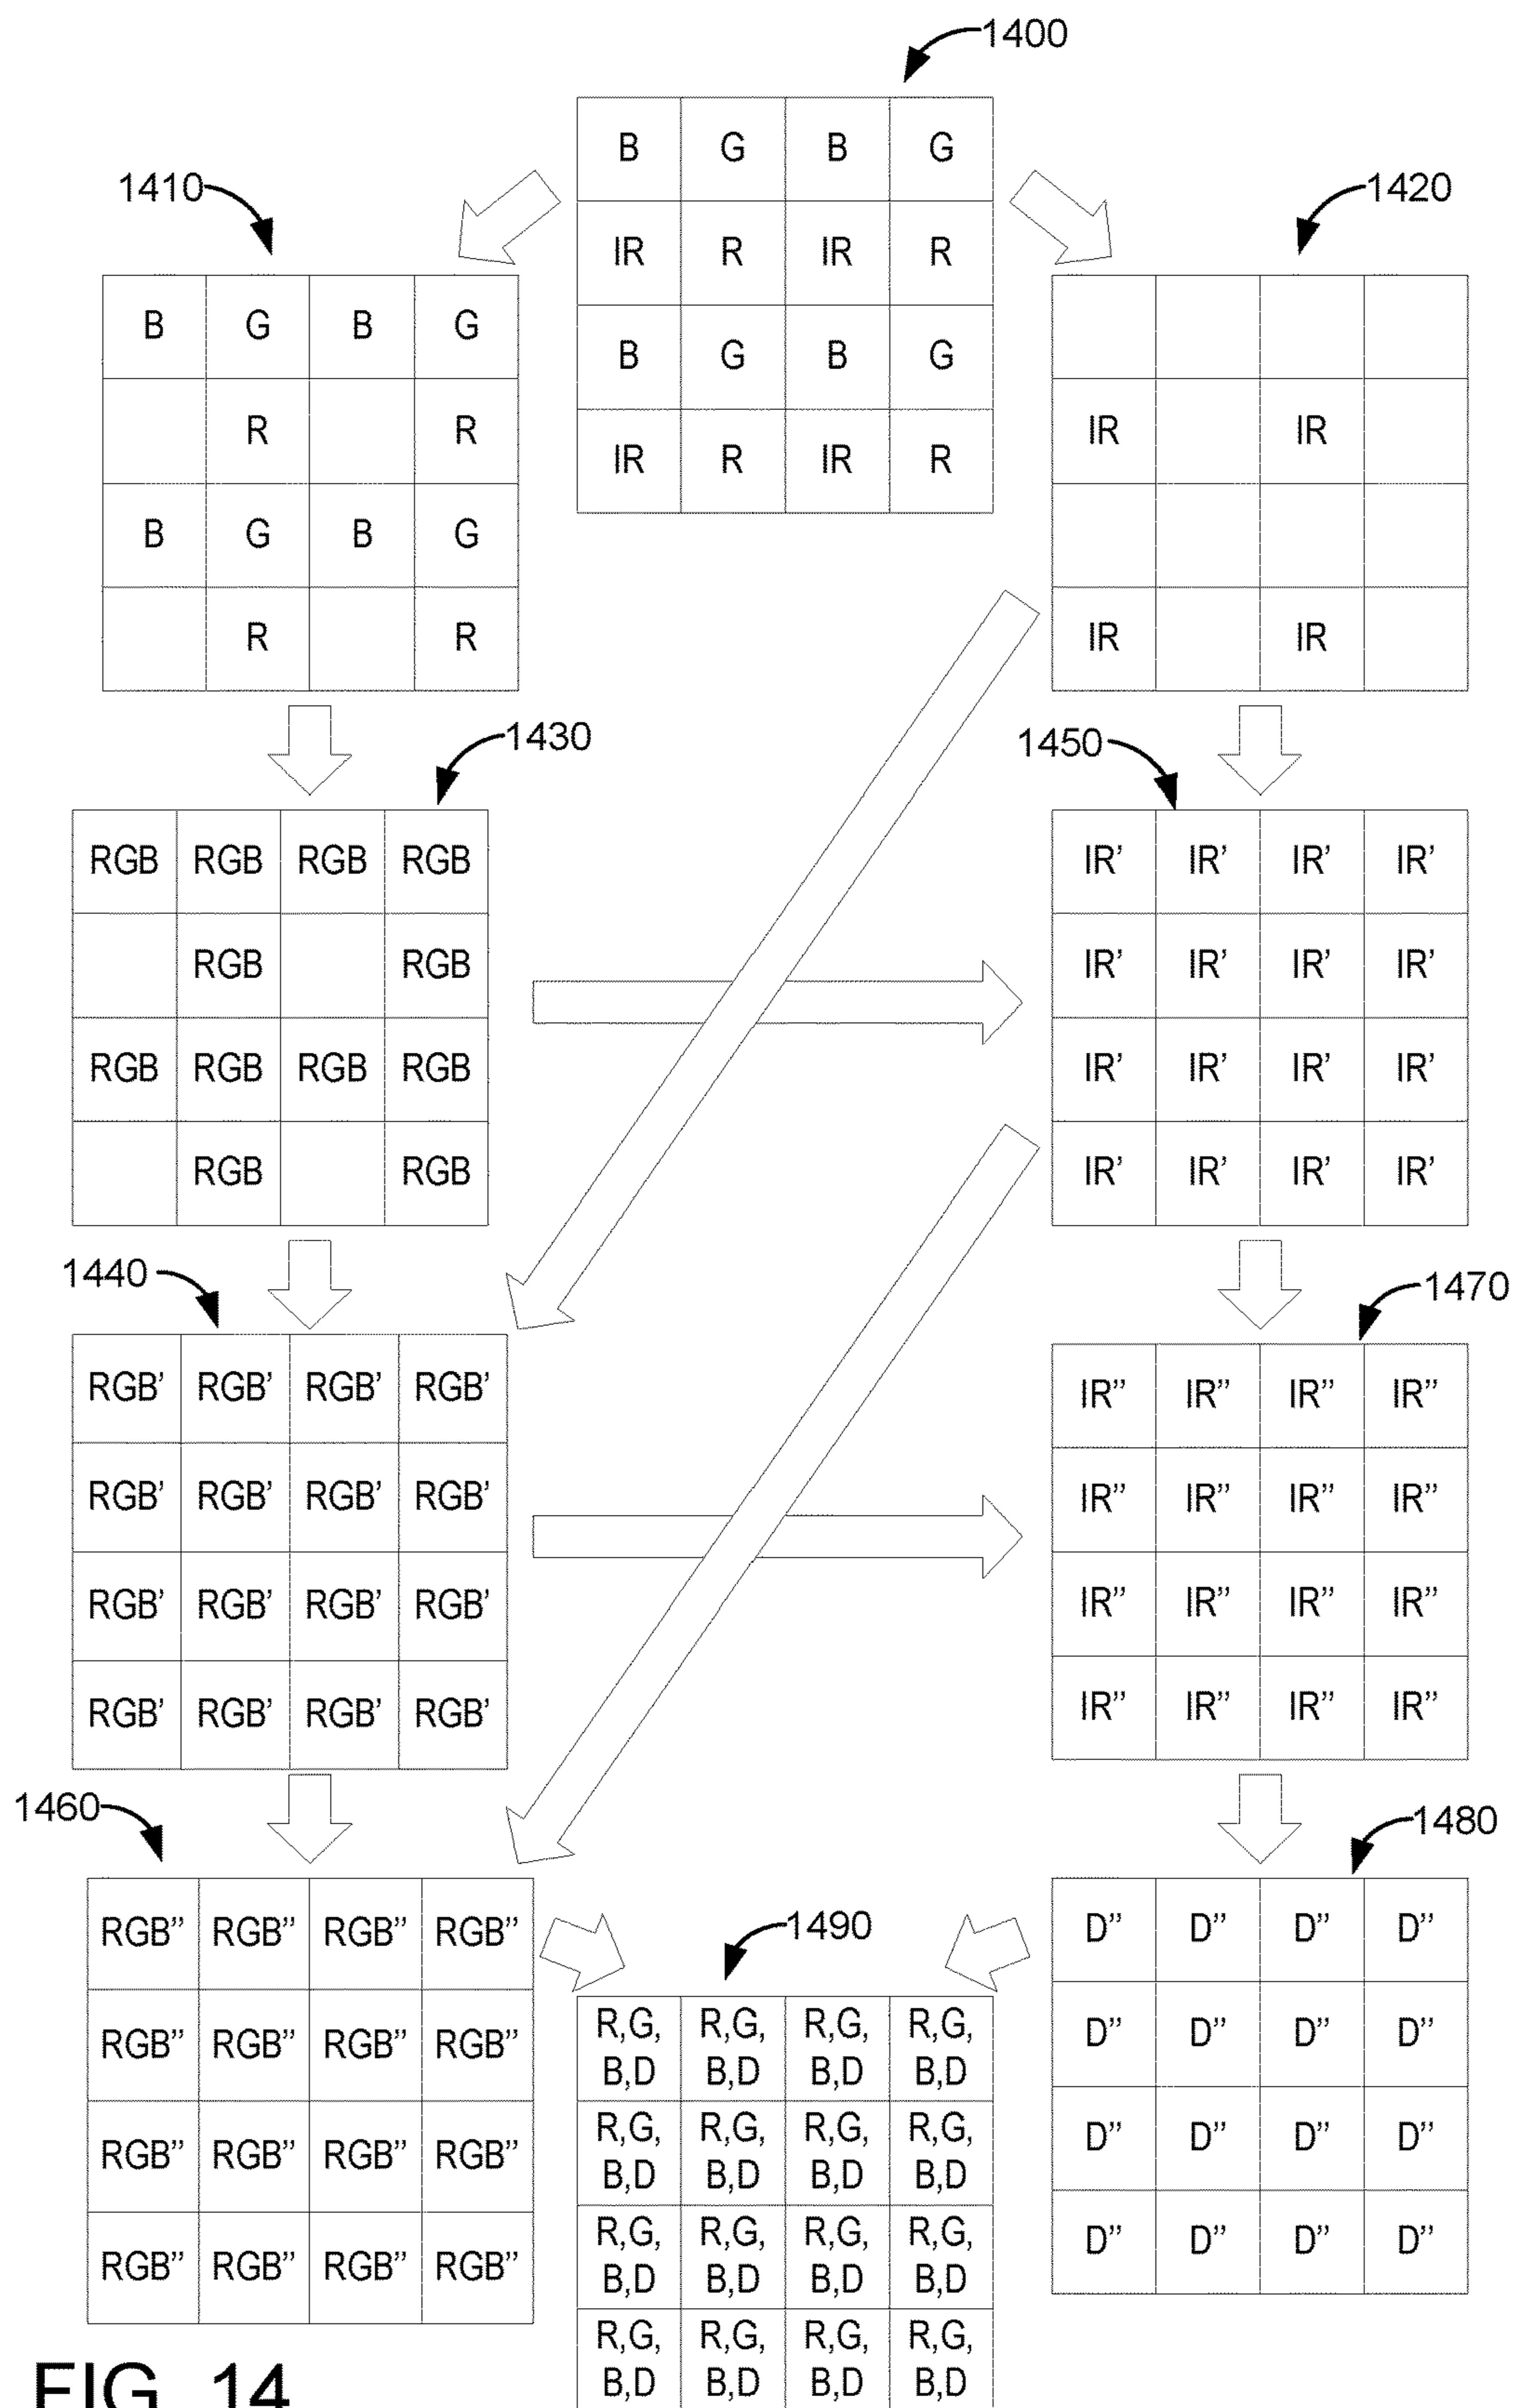 1400
B G B G
IR R IR R
B G B G
IR R IR R
1410
B G B G
R R
B G B G
R R
1420
IR IR
IR IR
1430
RGB RGB RGB RGB
RGB RGB
RGB RGB RGB RGB
RGB RGB
1450
IR' IR' IR' IR'
IR' IR' IR' IR'
IR' IR' IR' IR'
IR' IR' IR' IR'
1440
RGB' RGB' RGB' RGB'
RGB' RGB' RGB' RGB'
RGB' RGB' RGB' RGB'
RGB' RGB' RGB' RGB'
1470
IR" IR" IR" IR"
IR" IR" IR" IR"
IR" IR" IR" IR"
IR" IR" IR" IR"
1460
RGB" RGB" RGB" RGB"
RGB" RGB" RGB" RGB"
RGB" RGB" RGB" RGB"
RGB" RGB" RGB" RGB"
1480
D" D" D" D"
D" D" D" D"
D" D" D" D"
D" D" D" D"
1490
R,G, R,G, R,G, R,G,
B,D B,D B,D B,D
R,G, R,G, R,G, R,G,
B,D B,D B,D B,D
R,G, R,G, R,G, R,G,
B,D B,D B,D B,D
R,G, R,G, R,G, R,G,
B,D B,D B,D B,D
FIG. 14